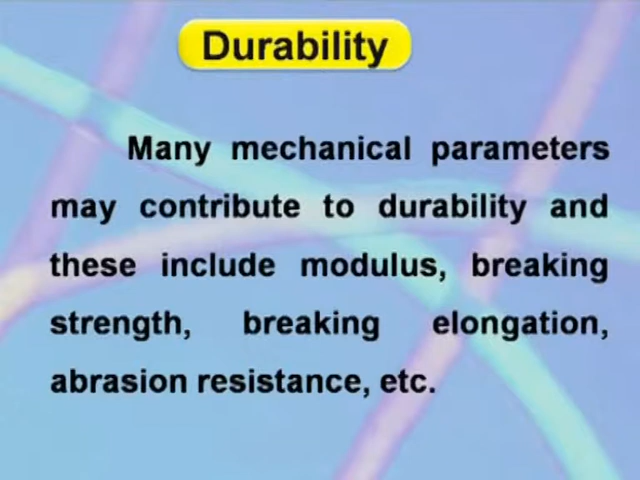 Durability
Many mechanical parameters
may contribute to durability and
these include modulus, breaking
strength, breaking elongation,
abrasion resistance, etc.